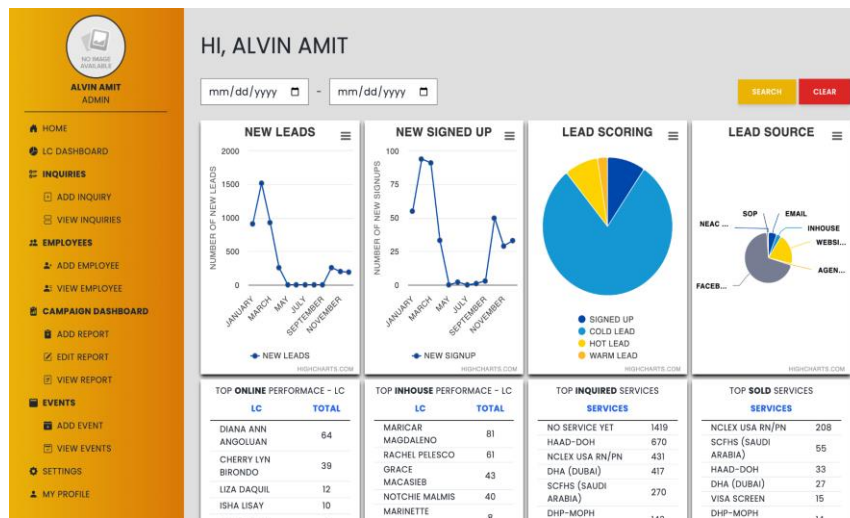 NO IMAGE
AVAILABLE
ALVIN AMIT
ADMIN
HOME
LC DASHBOARD
INQUIRIES
ADD INQUIRY
VIEW INQUIRIES
EMPLOYEES
ADD EMPLOYEE
VIEW EMPLOYEE
CAMPAIGN DASHBOARD
ADD REPORT
EDIT REPORT
VIEW REPORT
EVENTS
ADD EVENT
VIEW EVENTS
SETTINGS
MY PROFILE
HI, ALVIN AMIT
mm/dd/yyyy - mm/dd/yyyy
SEARCH CLEAR
NEW LEADS
NUMBER OF NEW LEADS
2000
1500
1000
500
0
JANUARY MARCH MAY JULY SEPTEMBER NOVEMBER
NEW LEADS
HIGHCHARTS.COM
NEW SIGNED UP
NUMBER OF NEW SIGNUPS
100
75
50
25
0
JANUARY MARCH MAY JULY SEPTEMBER NOVEMBER
NEW SIGNUP
HIGHCHARTS.COM
LEAD SCORING
SIGNED UP
COLD LEAD
HOT LEAD
WARM LEAD
HIGHCHARTS.COM
LEAD SOURCE
SOP EMAIL
NEAC ... INHOUSE
WEBSI...
AGEN...
FACEB...
HIGHCHARTS.COM
TOP ONLINE PERFORMACE - LC
LC TOTAL
DIANA ANN
ANGOLUAN 64
CHERRY LYN
BIRONDO 39
LIZA DAQUIL 12
ISHA LISAY 10
TOP INHOUSE PERFORMACE - LC
LC TOTAL
MARICAR
MAGDALENO 81
RACHEL PELESCO 61
GRACE
MACASIEB 43
NOTCHIE MALMIS 40
MARINETTE
TOP INQUIRED SERVICES
SERVICES
NO SERVICE YET 1419
HAAD-DOH 670
NCLEX USA RN/PN 431
DHA (DUBAI) 417
SCFHS (SAUDI
ARABIA) 270
DHP-MOPH
TOP SOLD SERVICES
SERVICES
NCLEX USA RN/PN 208
SCFHS (SAUDI
ARABIA) 55
HAAD-DOH 33
DHA (DUBAI) 27
VISA SCREEN 15
DHP-MOPH